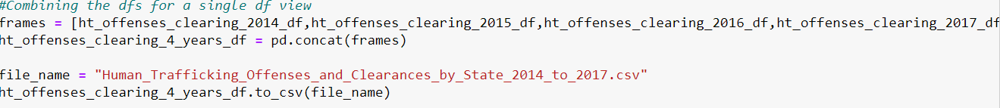 #Combining the dfs for a single df view
frames = [ht_offenses_clearing_2014_df,ht_offenses_clearing_2015_df,ht_offenses_clearing_2016_df,ht_offenses_clearing_2017_df
ht_offenses_clearing_4_years_df = pd.concat(frames)
file_name = "Human_Trafficking_Offenses_and_Clearances_by_State_2014_to_2017.csv"
ht_offenses_clearing_4_years_df.to_csv(file_name)